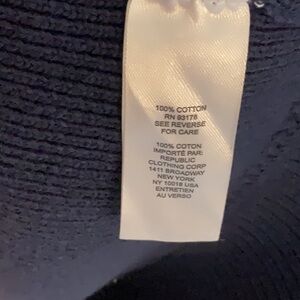 100% COTTON
RN 93178
SEE REVERSE
FOR CARE
100% COTON
IMPORTÉ PAR:
REPUBLIC
CLOTHING CORP
1411 BROADWAY
NEW YORK
NY 10018 USA
ENTRETIEN
AU VERSO